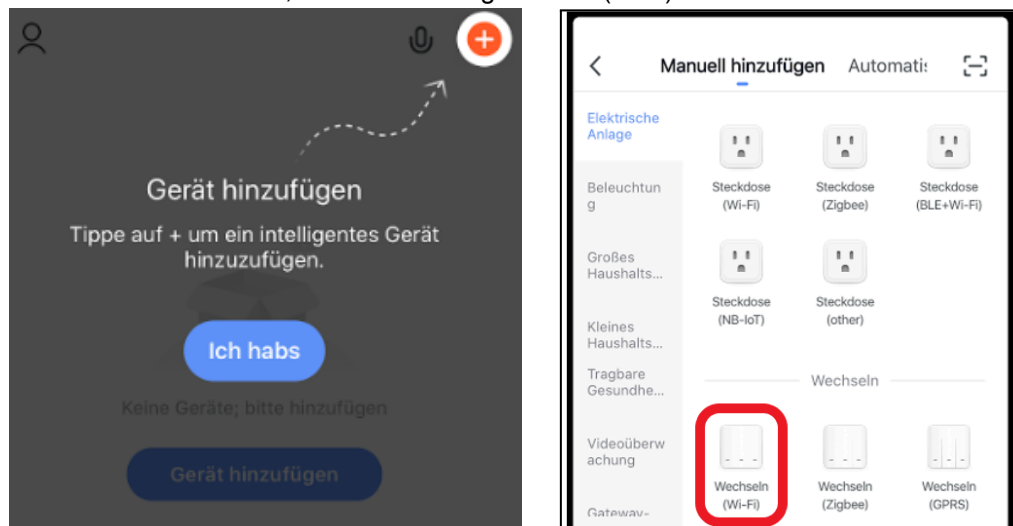 Gerät hinzufügen
Tippe auf + um ein intelligentes Gerät
hinzuzufügen.
Ich habs
Keine Geräte; bitte hinzufügen
Gerät hinzufügen
Manuell hinzufügen Automatis
Elektrische
Anlage
Beleuchtun
g
Großes
Haushalts...
Kleines
Haushalts...
Tragbare
Gesundhe...
Videoüberw
achung
Gateway-
Steckdose
(Wi-Fi)
Steckdose
(Zigbee)
Steckdose
(BLE+Wi-Fi)
Steckdose
(NB-IoT)
Steckdose
(other)
Wechseln
Wechseln
(Wi-Fi)
Wechseln
(Zigbee)
Wechseln
(GPRS)